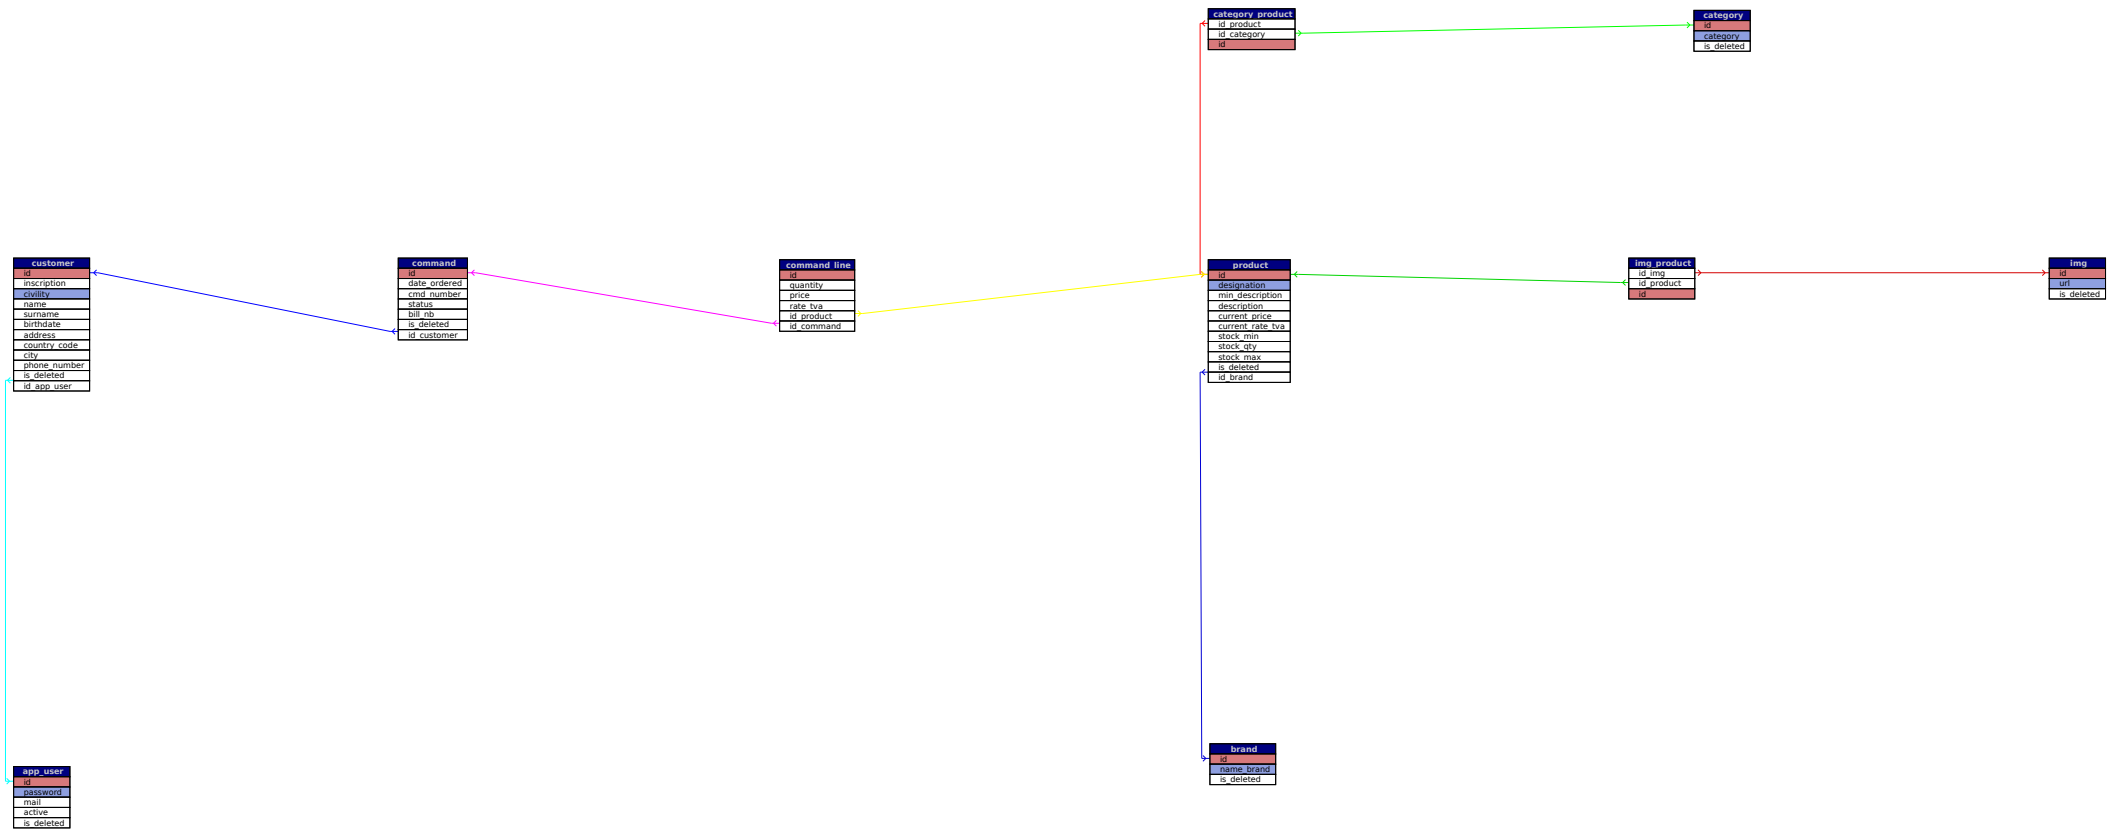 category_product
id_product
id_category
id
category
id
category
is_deleted
customer
id
inscription
civility
name
surname
birthdate
address
country_code
city
phone_number
is_deleted
id_app_user
command
id
date_ordered
cmd_number
status
bill_nb
is_deleted
id_customer
command_line
id
quantity
price
rate_tva
id_product
id_command
product
id
designation
min_description
description
current_price
current_rate_tva
stock_min
stock_qty
stock_max
is_deleted
id_brand
img_product
id_img
id_product
id
img
id
url
is_deleted
app_user
id
password
mail
active
is_deleted
brand
id
name_brand
is_deleted